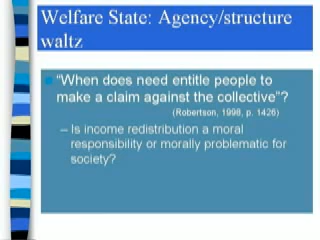 Welfare State: Agency/structure
waltz
“When does need entitle people to
make a claim against the collective”?
(Robertson, 1998, p. 1426)
– Is income redistribution a moral
responsibility or morally problematic for
society?